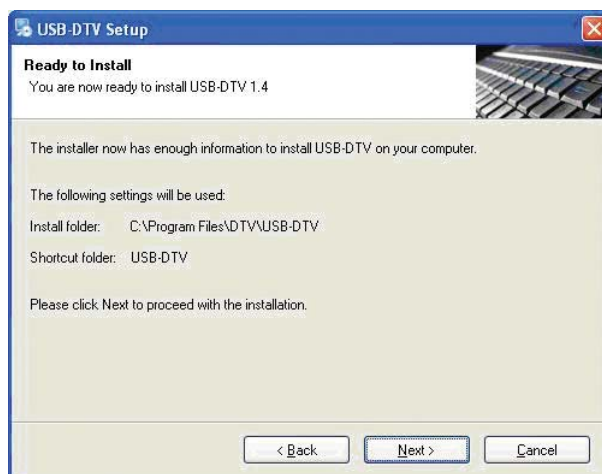 USB-DTV Setup
Ready to Install
You are now ready to install USB-DTV 1.4
The installer now has enough information to install USB-DTV on your computer.
The following settings will be used:
Install folder: C:\Program Files\DTV\USB-DTV
Shortcut folder: USB-DTV
Please click Next to proceed with the installation.
< Back Next > Cancel